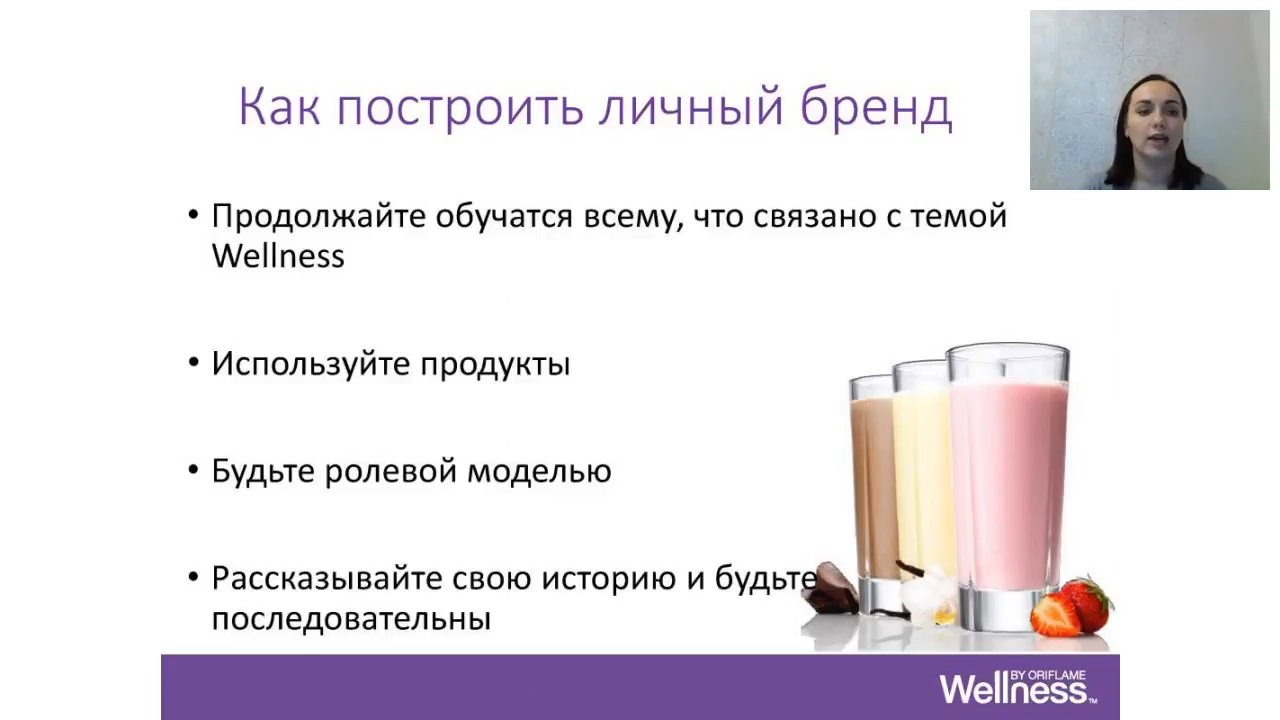 Как построить личный бренд
• Продолжайте обучатся всему, что связано с темой
Wellness
• Используйте продукты
• Будьте ролевой моделью
• Рассказывайте свою историю и будьте
последовательны
BY ORIFLAME
Wellness™